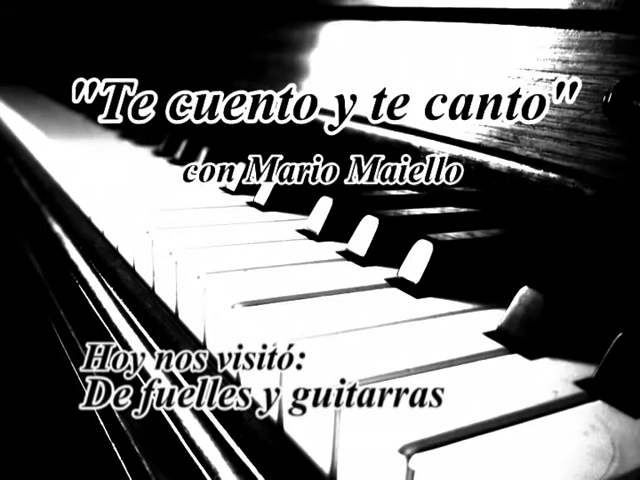 "Te cuento y te canto"
con Mario Maiello
Hoy nos visitó:
De fuelles y guitarras